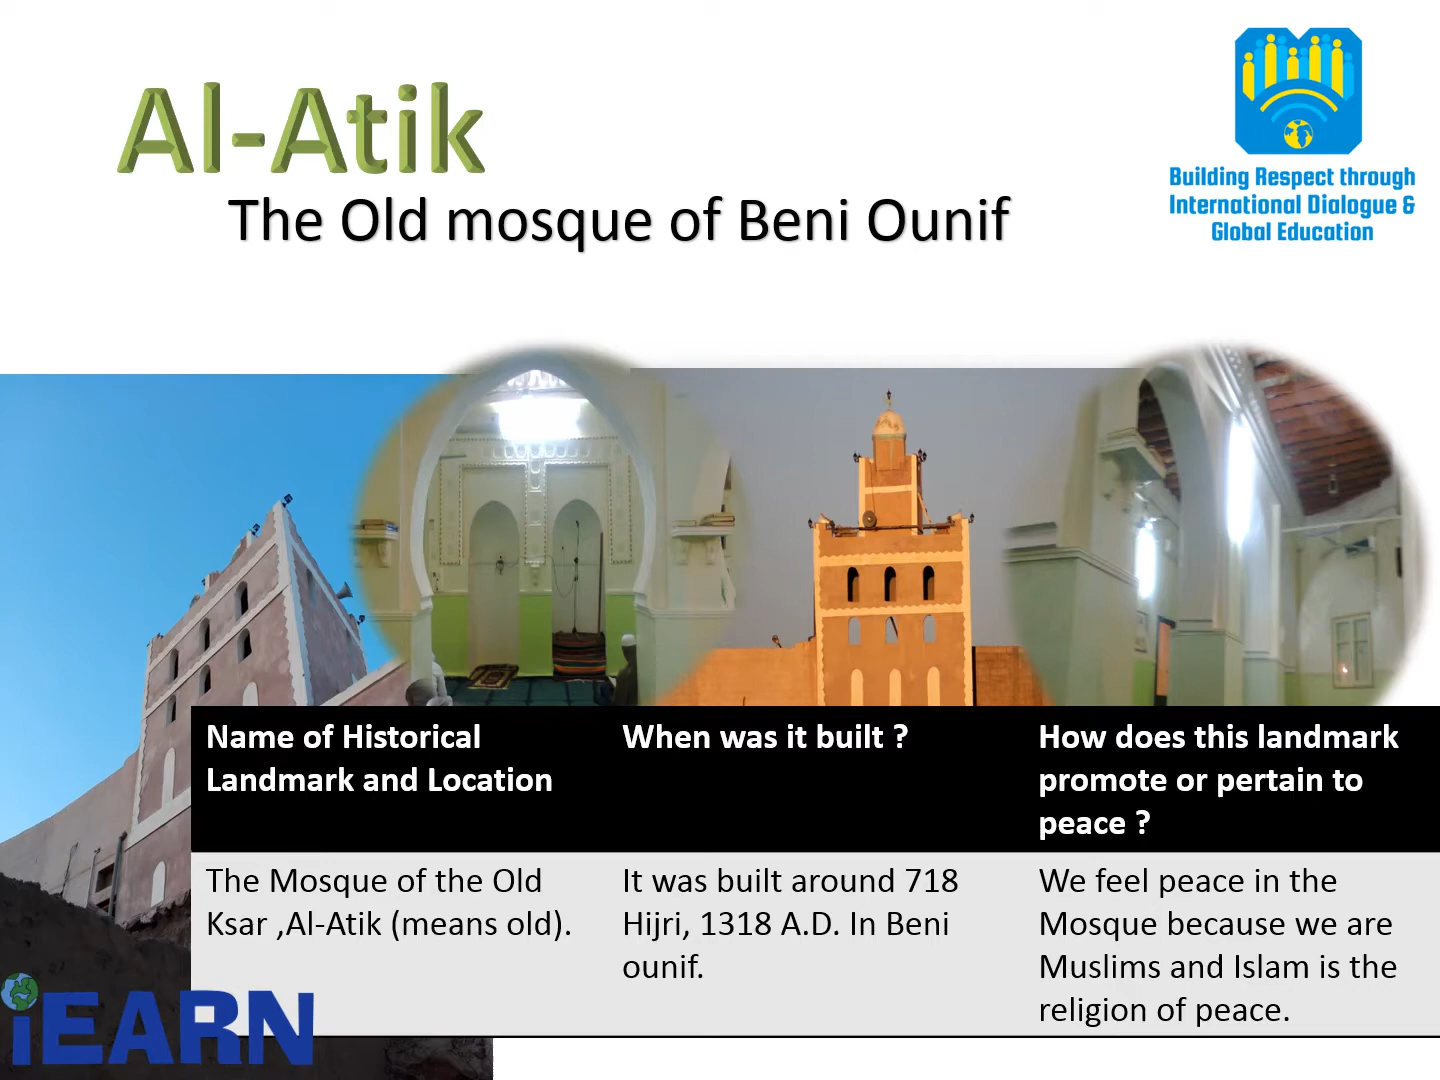 Al-Atik
The Old mosque of Beni Ounif
Building Respect through
International Dialogue &
Global Education
Name of Historical
Landmark and Location
When was it built ?
How does this landmark
promote or pertain to
peace ?
The Mosque of the Old
Ksar ,Al-Atik (means old).
It was built around 718
Hijri, 1318 A.D. In Beni
ounif.
We feel peace in the
Mosque because we are
Muslims and Islam is the
religion of peace.
iEARN